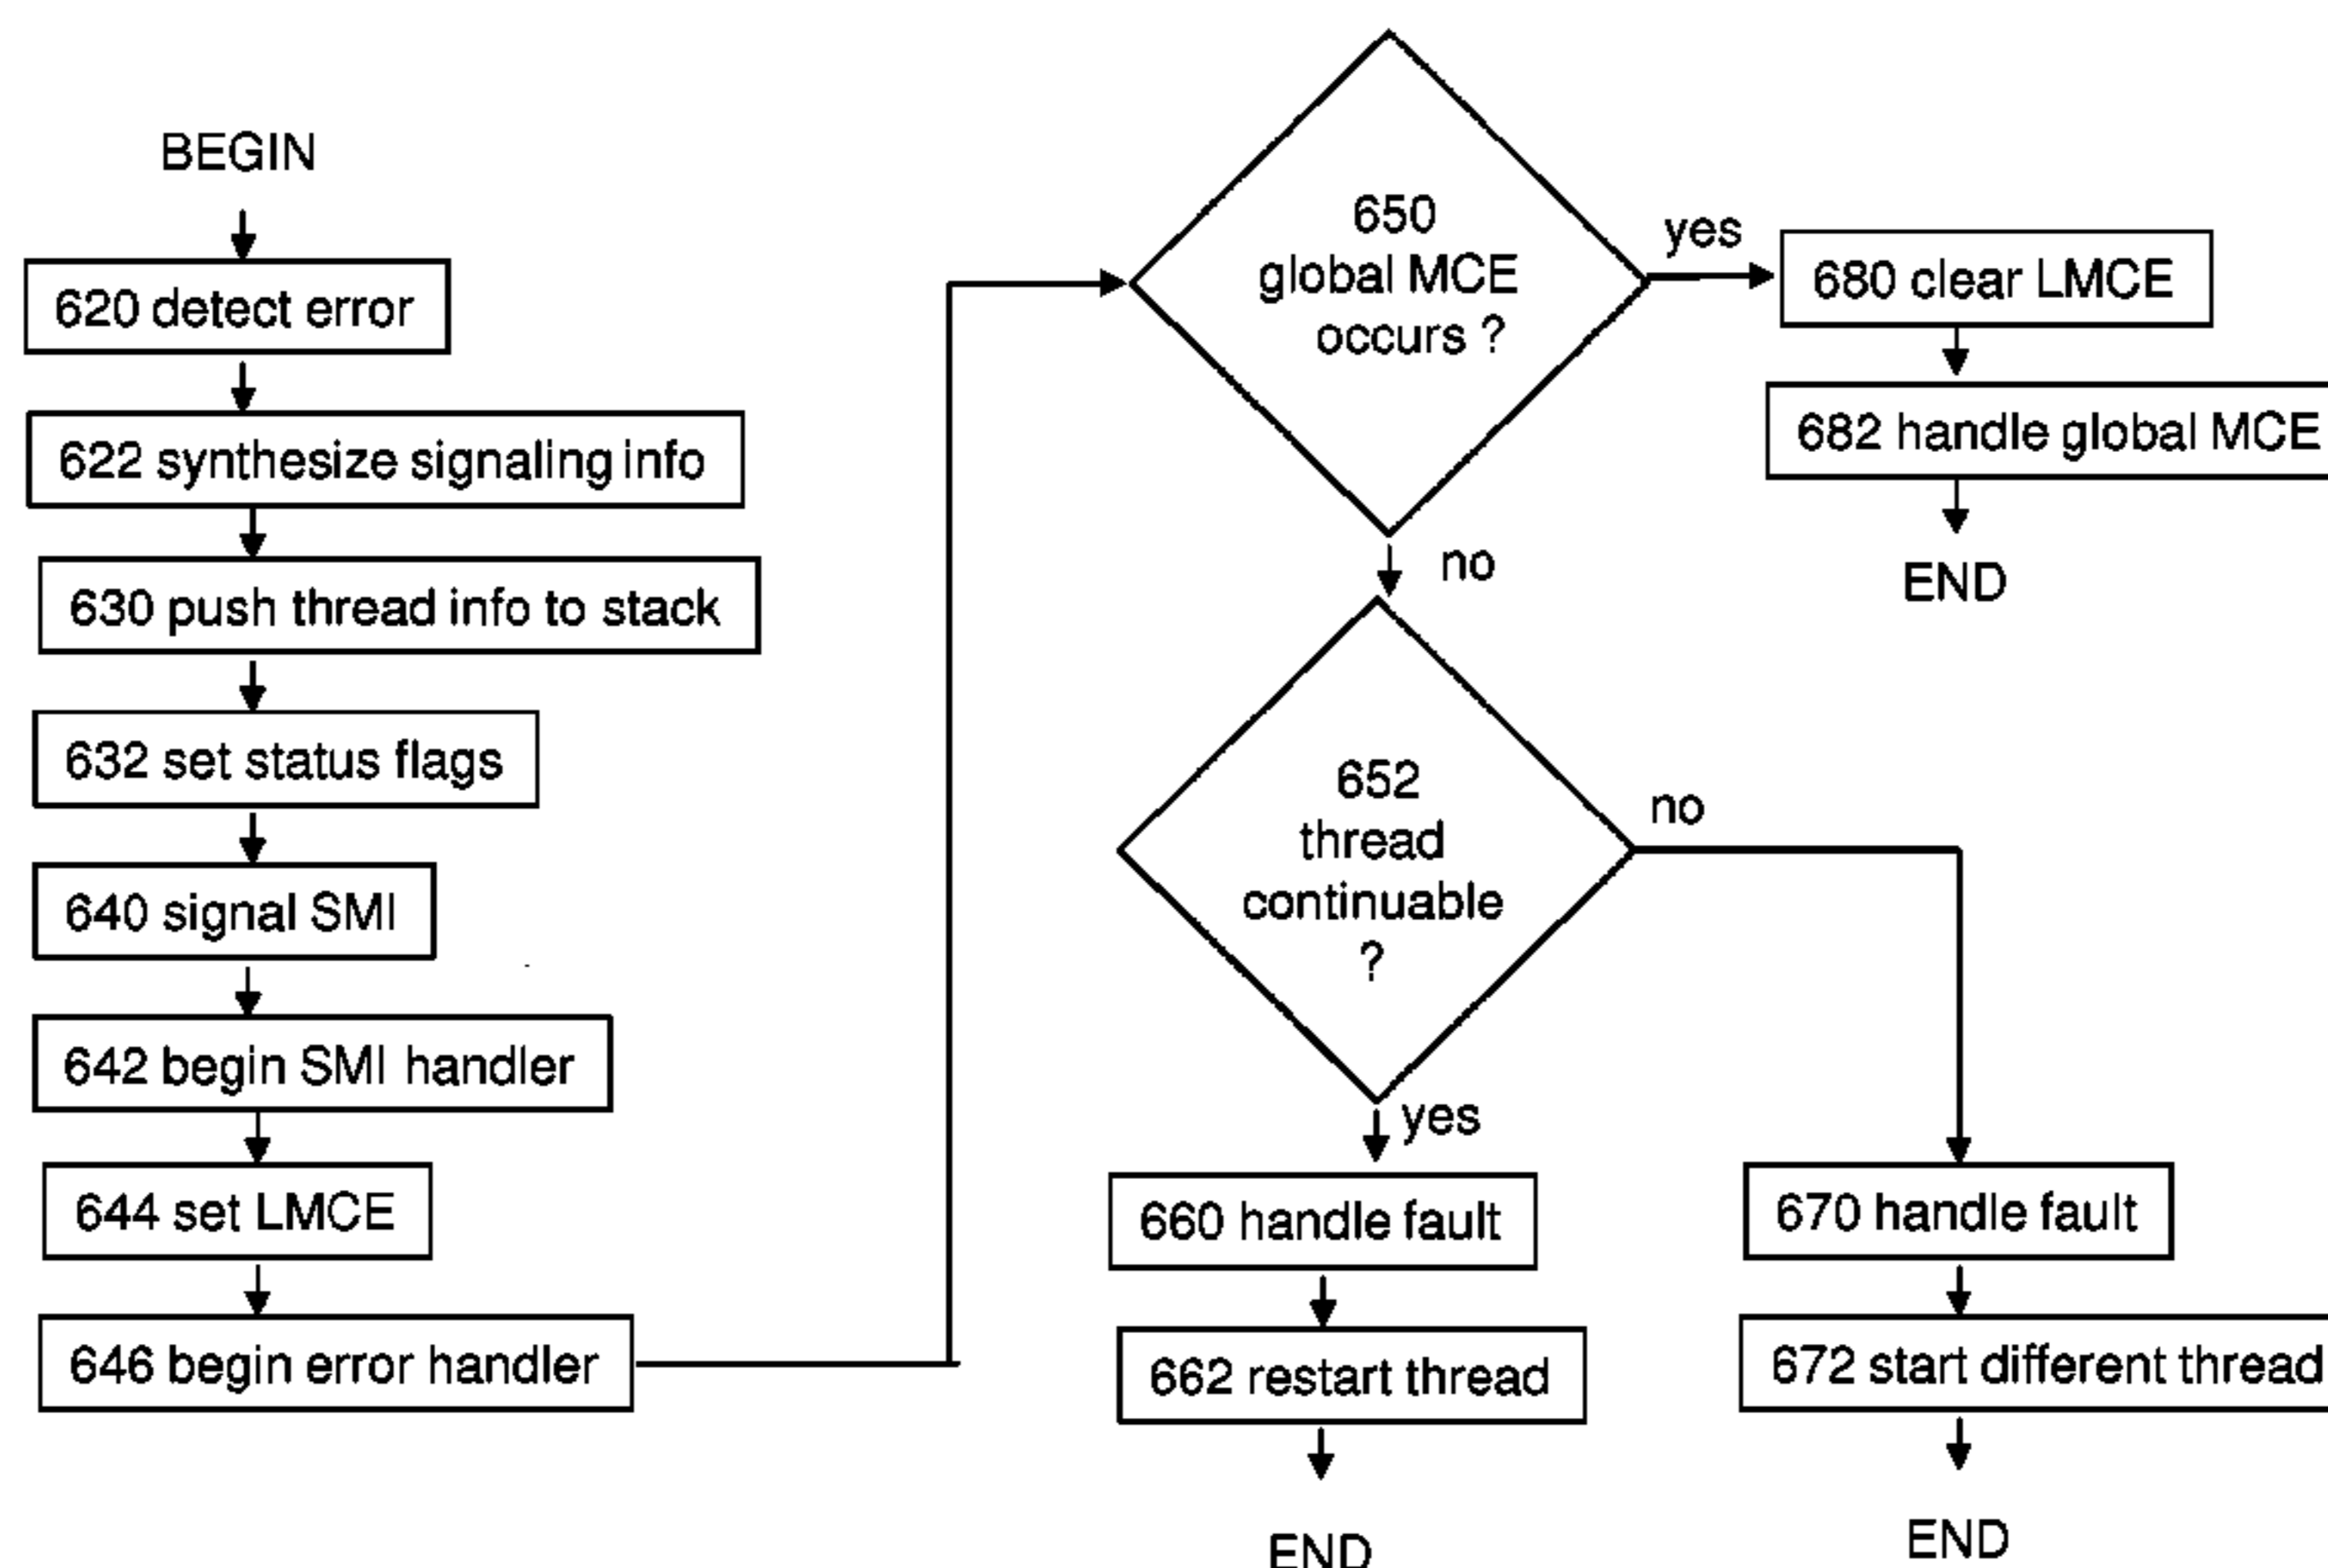 BEGIN
620 detect error
622 synthesize signaling info
630 push thread info to stack
632 set status flags
640 signal SMI
642 begin SMI handler
644 set LMCE
646 begin error handler
650
global MCE
occurs ?
yes
680 clear LMCE
682 handle global MCE
END
no
652
thread
continuable
?
no
yes
660 handle fault
662 restart thread
END
670 handle fault
672 start different thread
END